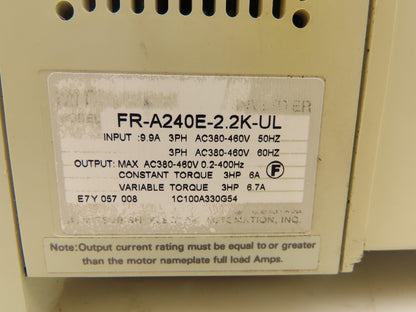 INVERTER
MODEL
FR-A240E-2.2K-UL
INPUT : 9.9A 3PH AC380-460V 50HZ
3PH AC380-460V 60HZ
OUTPUT: MAX AC380-460V 0.2-400Hz
CONSTANT TORQUE 3HP 6A F
VARIABLE TORQUE 3HP 6.7A
E7Y 057 008 1C100A330G54
AUTOMATION, INC.
Note:Output current rating must be equal to or greater
than the motor nameplate full load Amps.